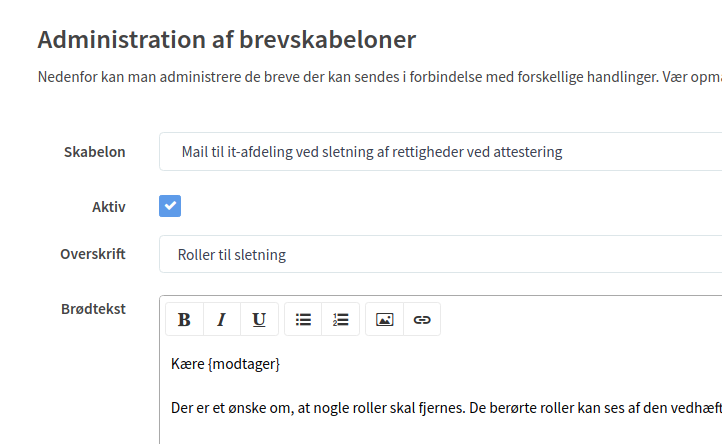 Administration af brevskabeloner
Nedenfor kan man administrere de breve der kan sendes i forbindelse med forskellige handlinger. Vær
Skabelon
Mail til it-afdeling ved sletning af rettigheder ved attestering
Aktiv
Overskrift
Roller til sletning
Brødtekst
B I U
Kære {modtager}
Der er et ønske om, at nogle roller skal fjernes. De berørte roller kan ses af den